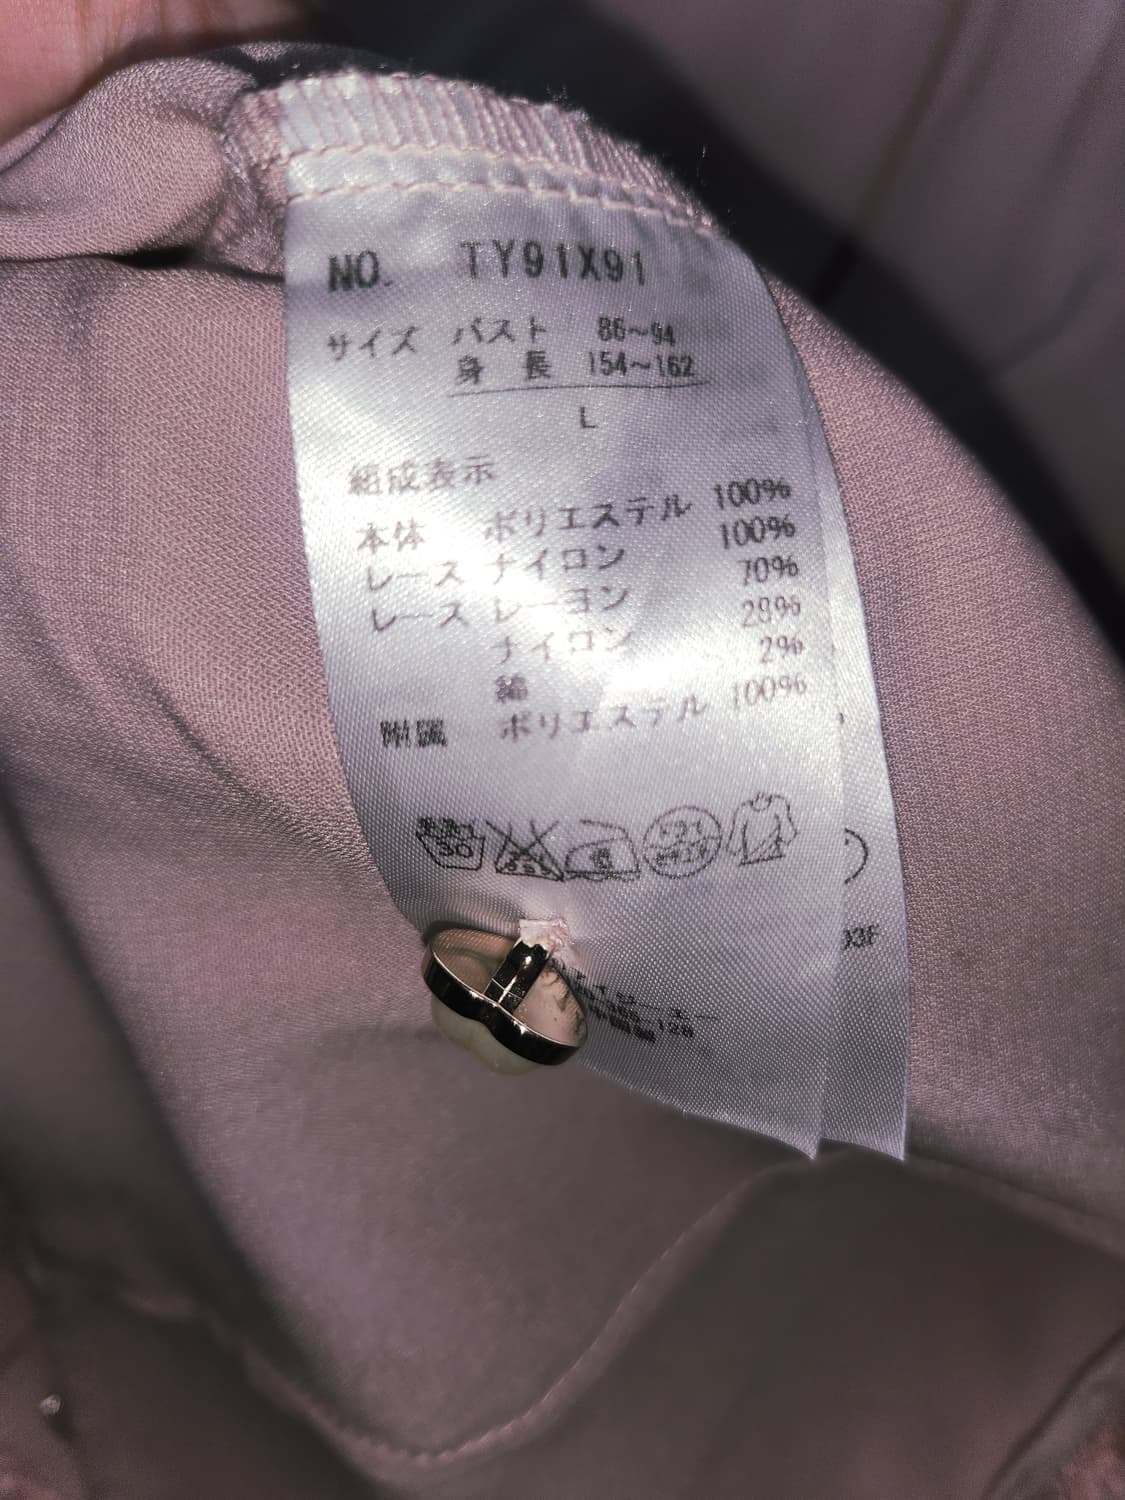 NO. TY91X91
サイズ バスト 86~94
身長 154~162
L
組成表示
本体 ポリエステル 100%
レース ナイロン 100%
レース レーヨン 70%
ナイロン 28%
綿 2%
附属 ポリエステル 100%
30
03F